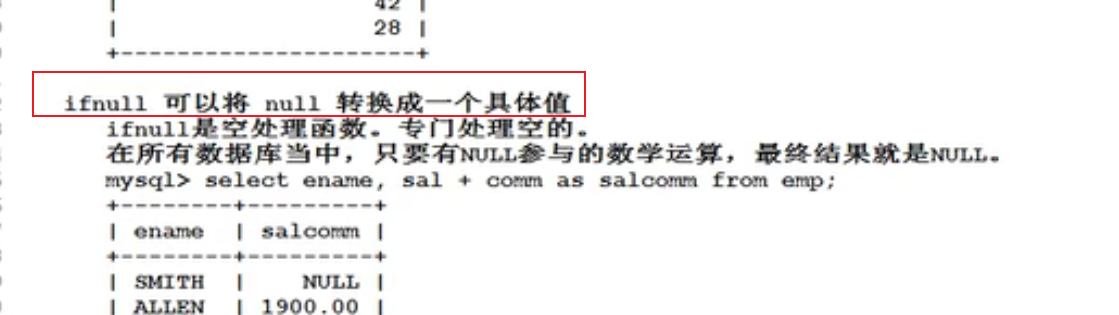 | 42 |
| 28 |
+----------------------+
ifnull 可以将 null 转换成一个具体值
ifnull是空处理函数。专门处理空的。
在所有数据库当中，只要有NULL参与的数学运算，最终结果就是NULL。
mysql> select ename, sal + comm as salcomm from emp;
+--------+---------+
| ename | salcomm |
+--------+---------+
| SMITH | NULL |
| ALLEN | 1900.00 |